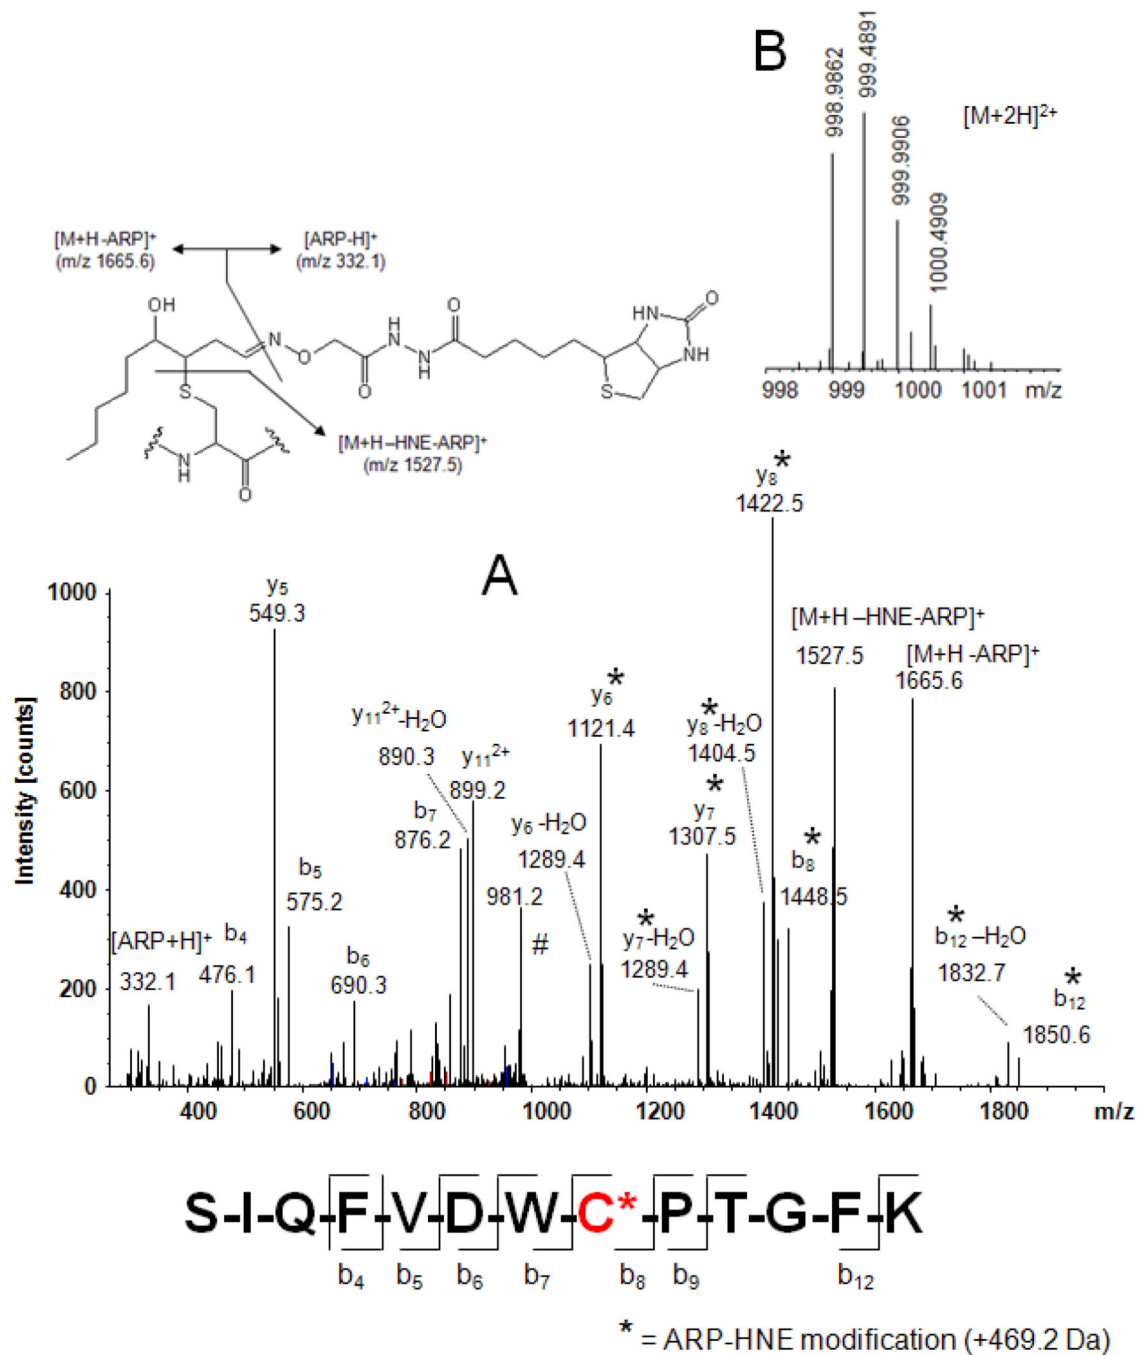 B
998.9862
999.4891
999.9906
1000.4909
[M+2H]²⁺
998 999 1000 1001 m/z
[M+H-ARP]⁺
(m/z 1665.6)
[ARP-H]⁺
(m/z 332.1)
OH
N
O
O
H
N
N
H
O
HN
O
NH
S
S
N
H
O
[M+H–HNE-ARP]⁺
(m/z 1527.5)
A
Intensity [counts]
1000
800
600
400
200
0
[ARP+H]⁺
332.1
b₄
476.1
y₅
549.3
b₅
575.2
b₆
690.3
b₇
876.2
y₁₁²⁺-H₂O
890.3
y₁₁²⁺
899.2
981.2
#
y₆ -H₂O
1289.4
y₆*
1121.4
*
y₇-H₂O
1289.4
*
y₇
1307.5
*
y₈-H₂O
1404.5
y₈*
1422.5
b₈*
1448.5
[M+H –HNE-ARP]⁺
1527.5
[M+H -ARP]⁺
1665.6
*
b₁₂ –H₂O
1832.7
*
b₁₂
1850.6
400 600 800 1000 1200 1400 1600 1800 m/z
S-I-Q-F-V-D-W-C*-P-T-G-F-K
b₄ b₅ b₆ b₇ b₈ b₉ b₁₂
* = ARP-HNE modification (+469.2 Da)